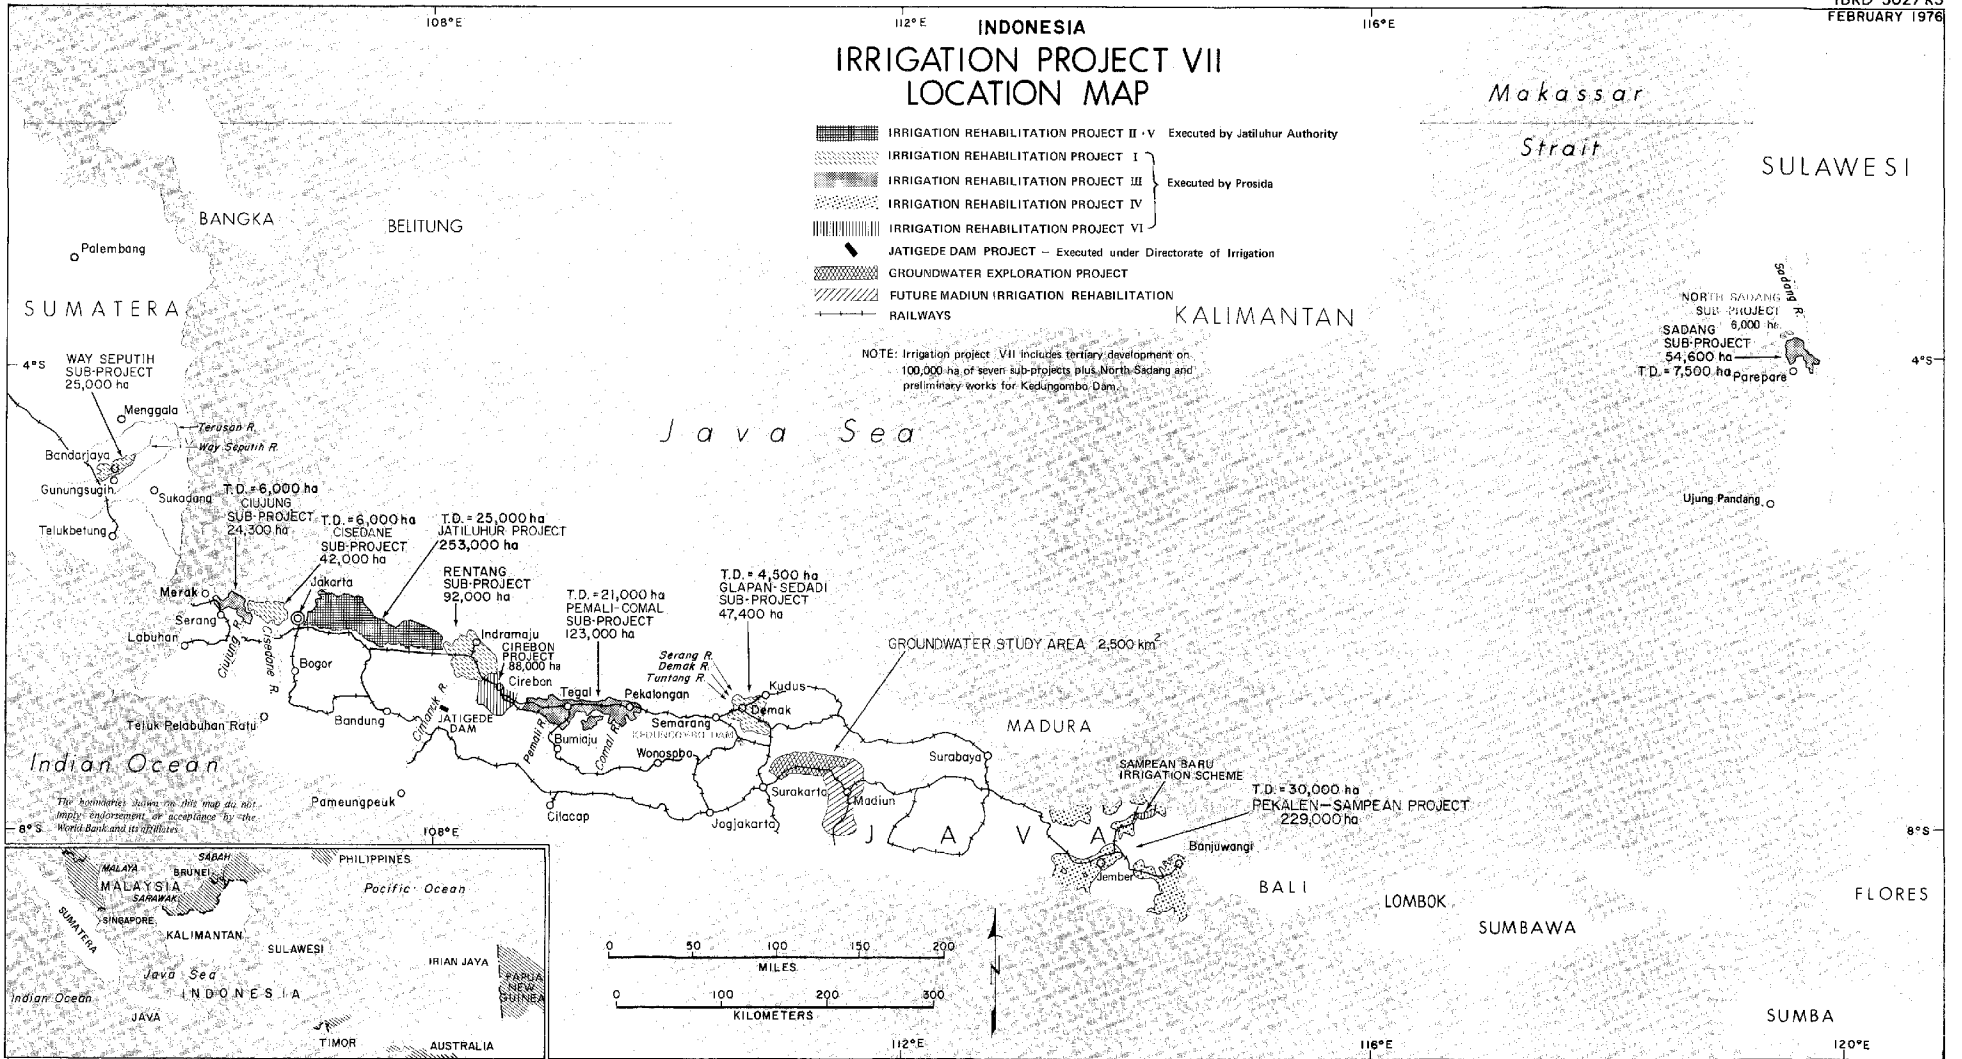 IBRD 3027R3
FEBRUARY 1976
108°E
112°E
116°E
INDONESIA
IRRIGATION PROJECT VII
LOCATION MAP
IRRIGATION REHABILITATION PROJECT II · V Executed by Jatiluhur Authority
IRRIGATION REHABILITATION PROJECT I
IRRIGATION REHABILITATION PROJECT III
Executed by Prosida
IRRIGATION REHABILITATION PROJECT IV
IRRIGATION REHABILITATION PROJECT VI
JATIGEDE DAM PROJECT – Executed under Directorate of Irrigation
GROUNDWATER EXPLORATION PROJECT
FUTURE MADIUN IRRIGATION REHABILITATION
RAILWAYS
NOTE: Irrigation project VII includes tertiary development on
100,000 ha of seven sub-projects plus North Sadang and
preliminary works for Kedungombo Dam.
Makassar
Strait
SULAWESI
KALIMANTAN
BANGKA
BELITUNG
Palembang
SUMATERA
Sadang R.
NORTH SADANG
SUB-PROJECT
6,000 ha
SADANG
SUB-PROJECT
54,600 ha
T.D. = 7,500 ha
Parepare
4°S
4°S
WAY SEPUTIH
SUB-PROJECT
25,000 ha
Menggala
Terusan R.
Way Seputih R.
Bandarjaya
Gunungsugih
Sukadang
Telukbetung
Java Sea
Ujung Pandang
T.D. = 6,000 ha
CIUJUNG
SUB-PROJECT
24,300 ha
T.D. = 6,000 ha
CISEDANE
SUB-PROJECT
42,000 ha
T.D. = 25,000 ha
JATILUHUR PROJECT
253,000 ha
RENTANG
SUB-PROJECT
92,000 ha
T.D. = 21,000 ha
PEMALI-COMAL
SUB-PROJECT
123,000 ha
T.D. = 4,500 ha
GLAPAN-SEDADI
SUB-PROJECT
47,400 ha
Jakarta
Merak
Serang
Labuhan
Ciujung R.
Cisedane R.
Bogor
Indramaju
CIREBON
PROJECT
88,000 ha
Cirebon
Serang R.
Demak R.
Tuntang R.
GROUNDWATER STUDY AREA 2,500 km²
Tegal
Pekalongan
Kudus
Demak
Semarang
Teluk Pelabuhan Ratu
Bandung
Cimanuk R.
JATIGEDE
DAM
Pemali R.
Bumiaju
Comal R.
KEDUNGOMBO DAM
Wonosobo
MADURA
Surabaya
Indian Ocean
SAMPEAN BARU
IRRIGATION SCHEME
T.D. = 30,000 ha
PEKALEN–SAMPEAN PROJECT
229,000 ha
Pameungpeuk
Cilacap
Surakarta
Madiun
Jogjakarta
JAVA
The boundaries shown on this map do not
imply endorsement or acceptance by the
World Bank and its affiliates.
8°S
108°E
8°S
Banjuwangi
Jember
BALI
LOMBOK
SUMBAWA
FLORES
SUMBA
SABAH
PHILIPPINES
MALAYA
BRUNEI
MALAYSIA
SARAWAK
Pacific Ocean
SINGAPORE
SUMATERA
KALIMANTAN
SULAWESI
IRIAN JAYA
PAPUA
NEW
GUINEA
Java Sea
INDONESIA
Indian Ocean
JAVA
TIMOR
AUSTRALIA
0 50 100 150 200
MILES
0 100 200 300
KILOMETERS
N
112°E
116°E
120°E